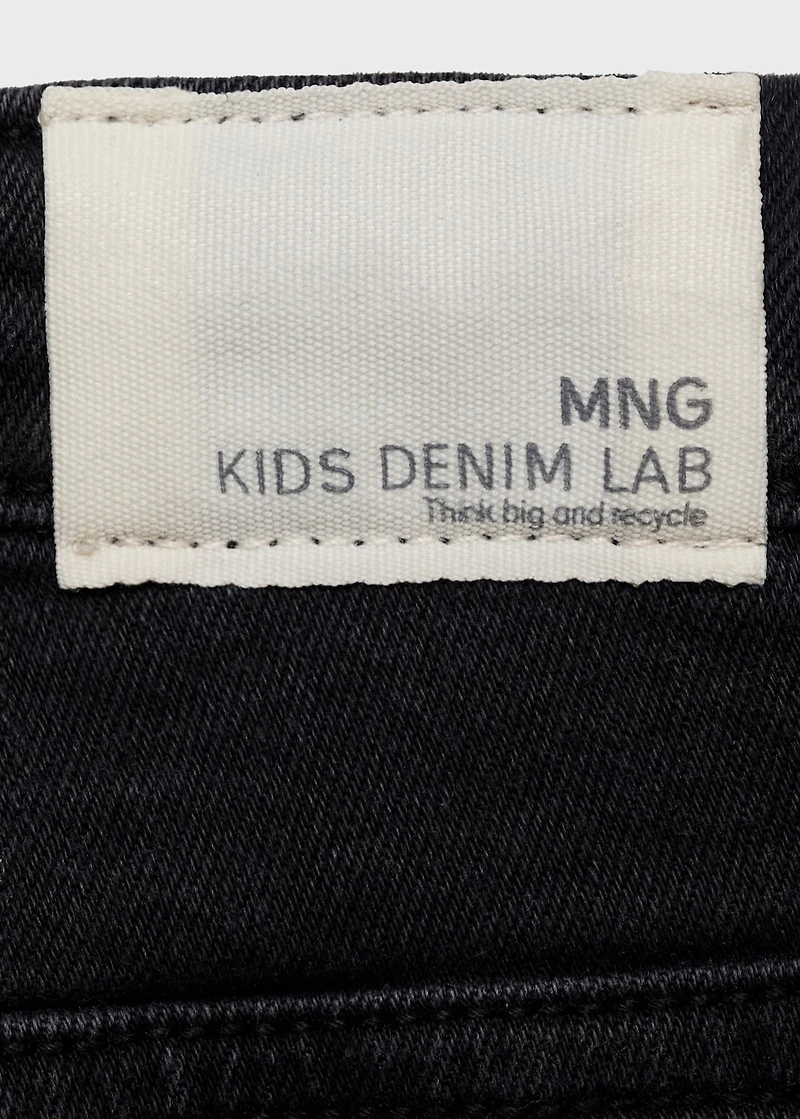 MNG
KIDS DENIM LAB
Think big and recycle